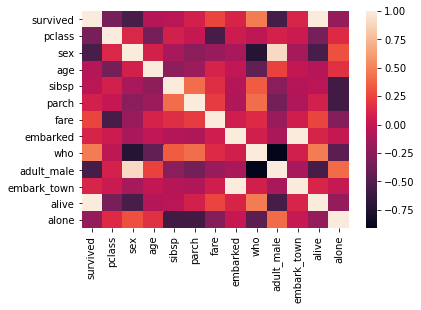 survived
pclass
sex
age
sibsp
parch
fare
embarked
who
adult_male
embark_town
alive
alone
survived
pclass
sex
age
sibsp
parch
fare
embarked
who
adult_male
embark_town
alive
alone
1.00
0.75
0.50
0.25
0.00
−0.25
−0.50
−0.75